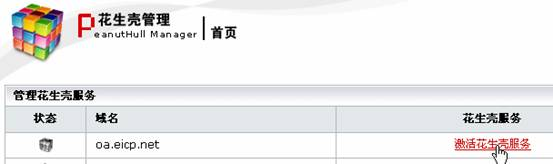 花生壳管理
PeanutHull Manager
首页
管理花生壳服务
状态 域名 花生壳服务
oa.eicp.net 激活花生壳服务